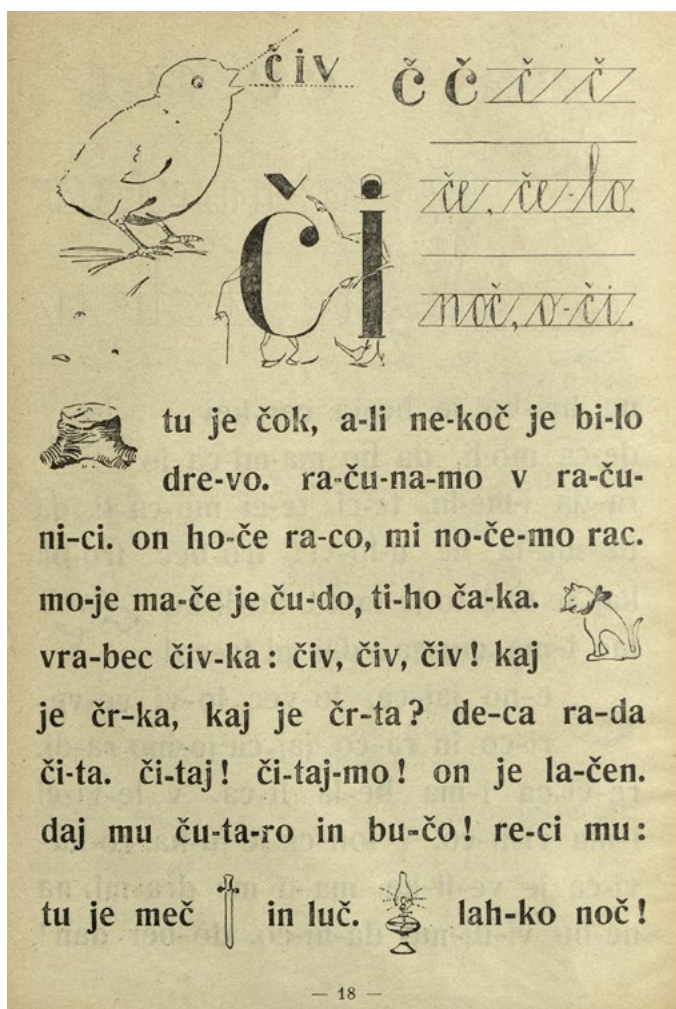 čiv
č č č č
če, če-lo,
noč, o-či.
Či
tu je čok, a-li ne-koč je bi-lo
dre-vo. ra-ču-na-mo v ra-ču-
ni-ci. on ho-če ra-co, mi no-če-mo rac.
mo-je ma-če je ču-do, ti-ho ča-ka.
vra-bec čiv-ka: čiv, čiv, čiv! kaj
je čr-ka, kaj je čr-ta? de-ca ra-da
či-ta. či-taj! či-taj-mo! on je la-čen.
daj mu ču-ta-ro in bu-čo! re-ci mu:
tu je meč in luč. lah-ko noč!
— 18 —